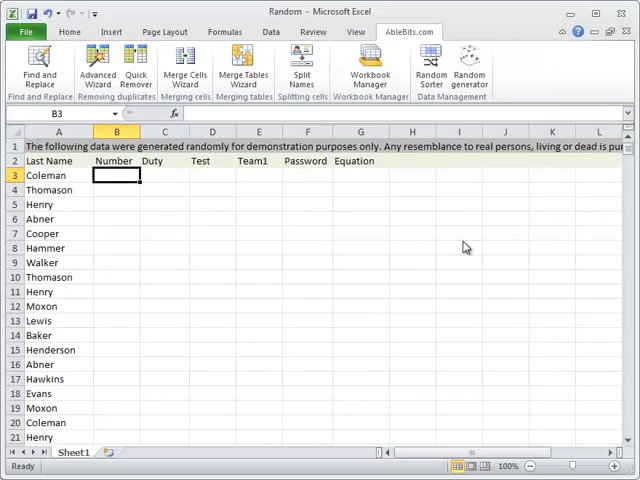 Random - Microsoft Excel
File Home Insert Page Layout Formulas Data Review View AbleBits.com
Find and Replace
Advanced Wizard
Quick Remover
Merge Cells Wizard
Merge Tables Wizard
Split Names
Workbook Manager
Random Sorter
Random generator
Find and Replace Removing duplicates Merging cells Merging tables Splitting cells Workbook Manager Data Management
B3 fx
A B C D E F G H I J K L
1 The following data were generated randomly for demonstration purposes only. Any resemblance to real persons, living or dead is pur
2 Last Name Number Duty Test Team1 Password Equation
3 Coleman
4 Thomason
5 Henry
6 Abner
7 Cooper
8 Hammer
9 Walker
10 Thomason
11 Henry
12 Moxon
13 Lewis
14 Baker
15 Henderson
16 Abner
17 Hawkins
18 Evans
19 Moxon
20 Coleman
21 Henry
Sheet1
Ready 100%